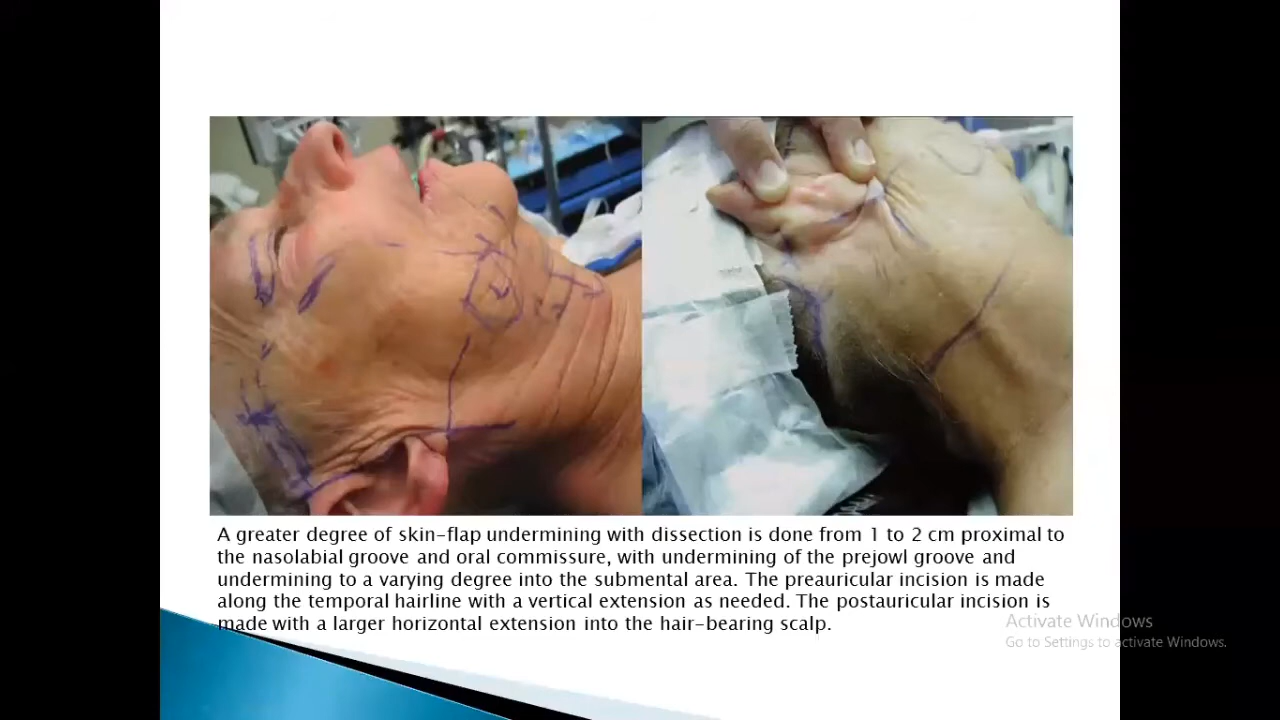 A greater degree of skin-flap undermining with dissection is done from 1 to 2 cm proximal to
the nasolabial groove and oral commissure, with undermining of the prejowl groove and
undermining to a varying degree into the submental area. The preauricular incision is made
along the temporal hairline with a vertical extension as needed. The postauricular incision is
made with a larger horizontal extension into the hair-bearing scalp.
Activate Windows
Go to Settings to activate Windows.